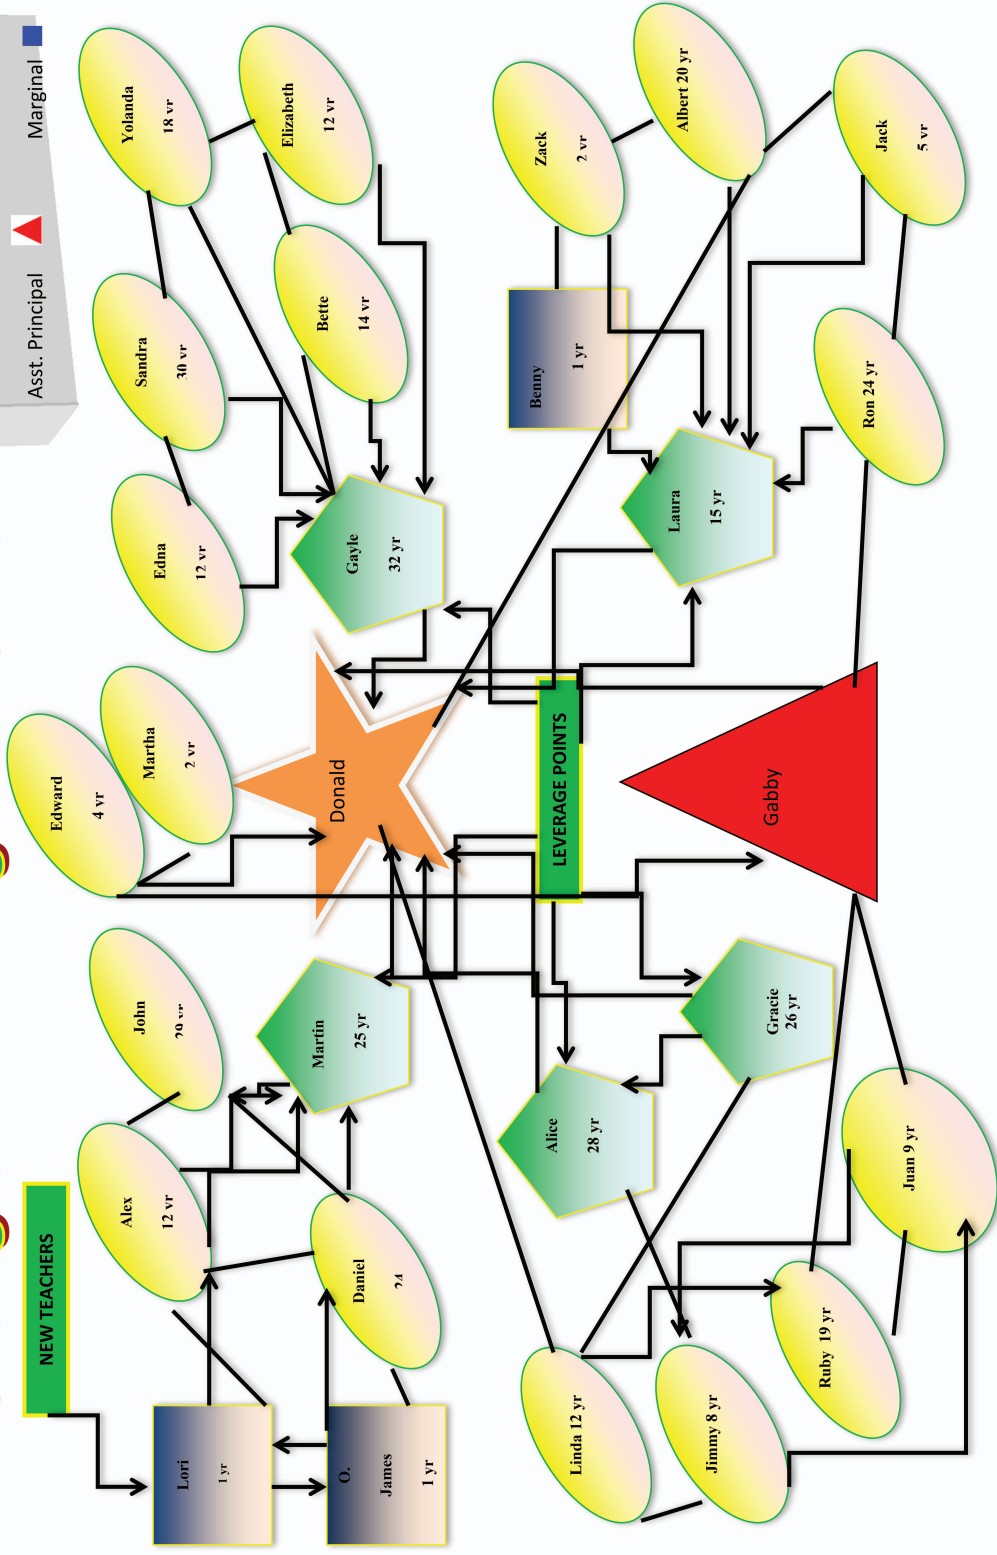 Asst. Principal
Marginal
NEW TEACHERS
Edward
4 yr
Alex
12 yr
John
Martha
2 yr
Edna
12 yr
Sandra
30 yr
Yolanda
18 yr
Lori
1 yr
Elizabeth
12 yr
Bette
14 yr
Martin
25 yr
Donald
Gayle
32 yr
O.
James
1 yr
Daniel
24
LEVERAGE POINTS
Alice
28 yr
Benny
1 yr
Zack
2 yr
Linda 12 yr
Laura
15 yr
Albert 20 yr
Jimmy 8 yr
Gracie
26 yr
Gabby
Ruby 19 yr
Juan 9 yr
Ron 24 yr
Jack
5 yr